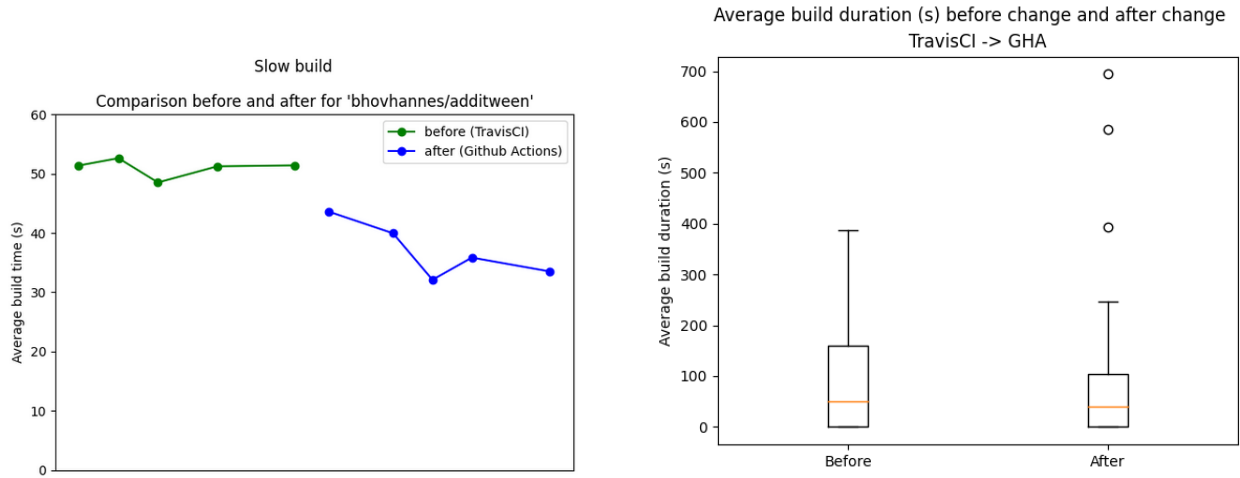 Slow build
Comparison before and after for 'bhovhannes/additween'
60
50
40
30
20
10
0
Average build time (s)
before (TravisCI)
after (Github Actions)
Average build duration (s) before change and after change
TravisCI -> GHA
700
600
500
400
300
200
100
0
Average build duration (s)
Before
After